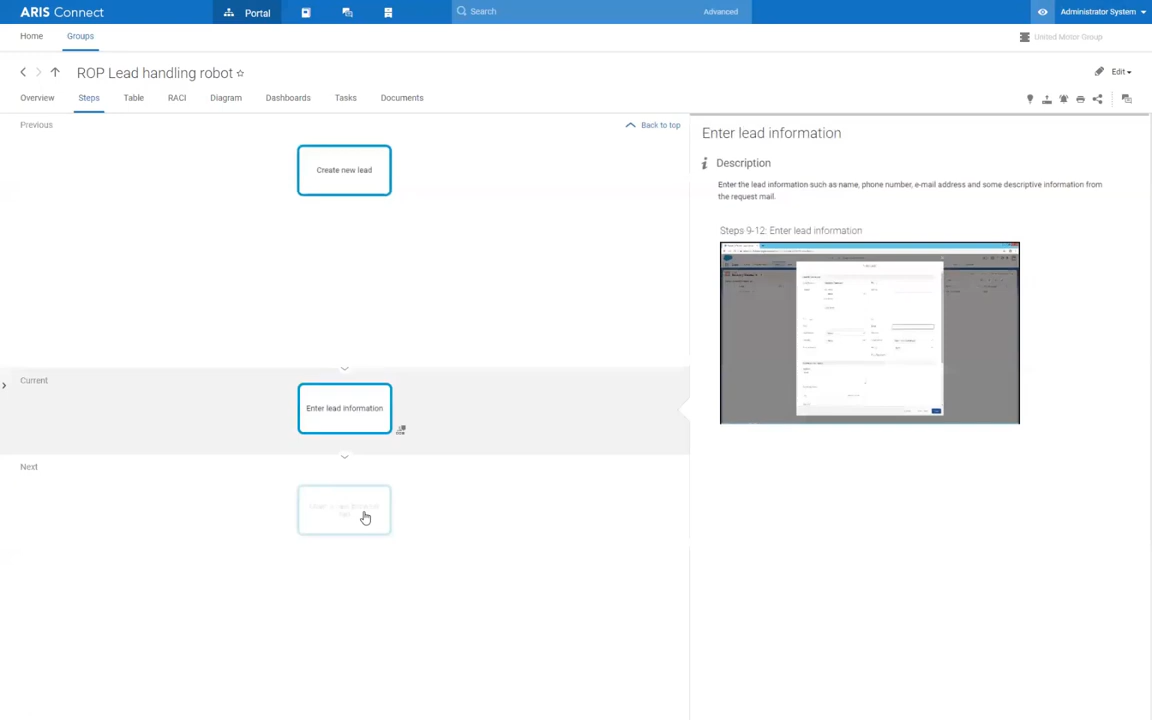 ARIS Connect
Portal
Search
Advanced
Administrator System
Home
Groups
United Motor Group
ROP Lead handling robot
Edit
Overview
Steps
Table
RACI
Diagram
Dashboards
Tasks
Documents
Previous
Back to top
Create new lead
Enter lead information
Description
Enter the lead information such as name, phone number, e-mail address and some descriptive information from
the request mail.
Steps 9-12: Enter lead information
Current
Enter lead information
Next